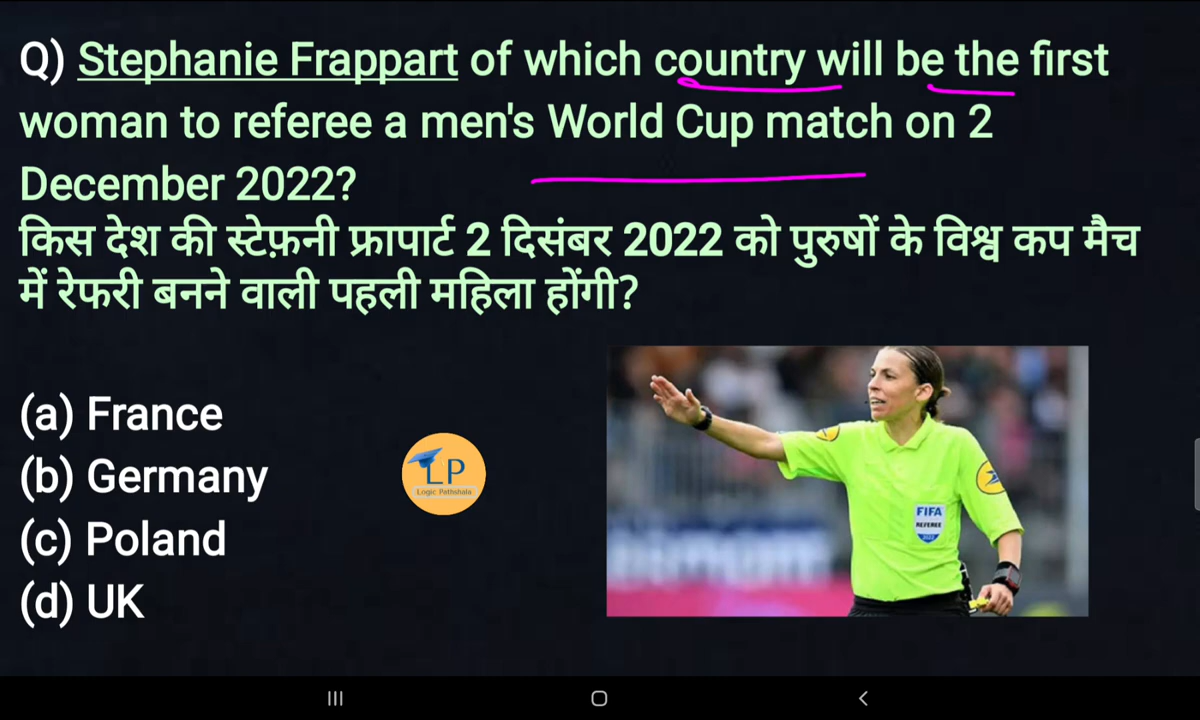 Q) Stephanie Frappart of which country will be the first
woman to referee a men's World Cup match on 2
December 2022?
किस देश की स्टेफ़नी फ्रापार्ट 2 दिसंबर 2022 को पुरुषों के विश्व कप मैच
में रेफरी बनने वाली पहली महिला होंगी?
(a) France
(b) Germany
(c) Poland
(d) UK
LP
Logic Pathshala
FIFA
REFEREE
2022